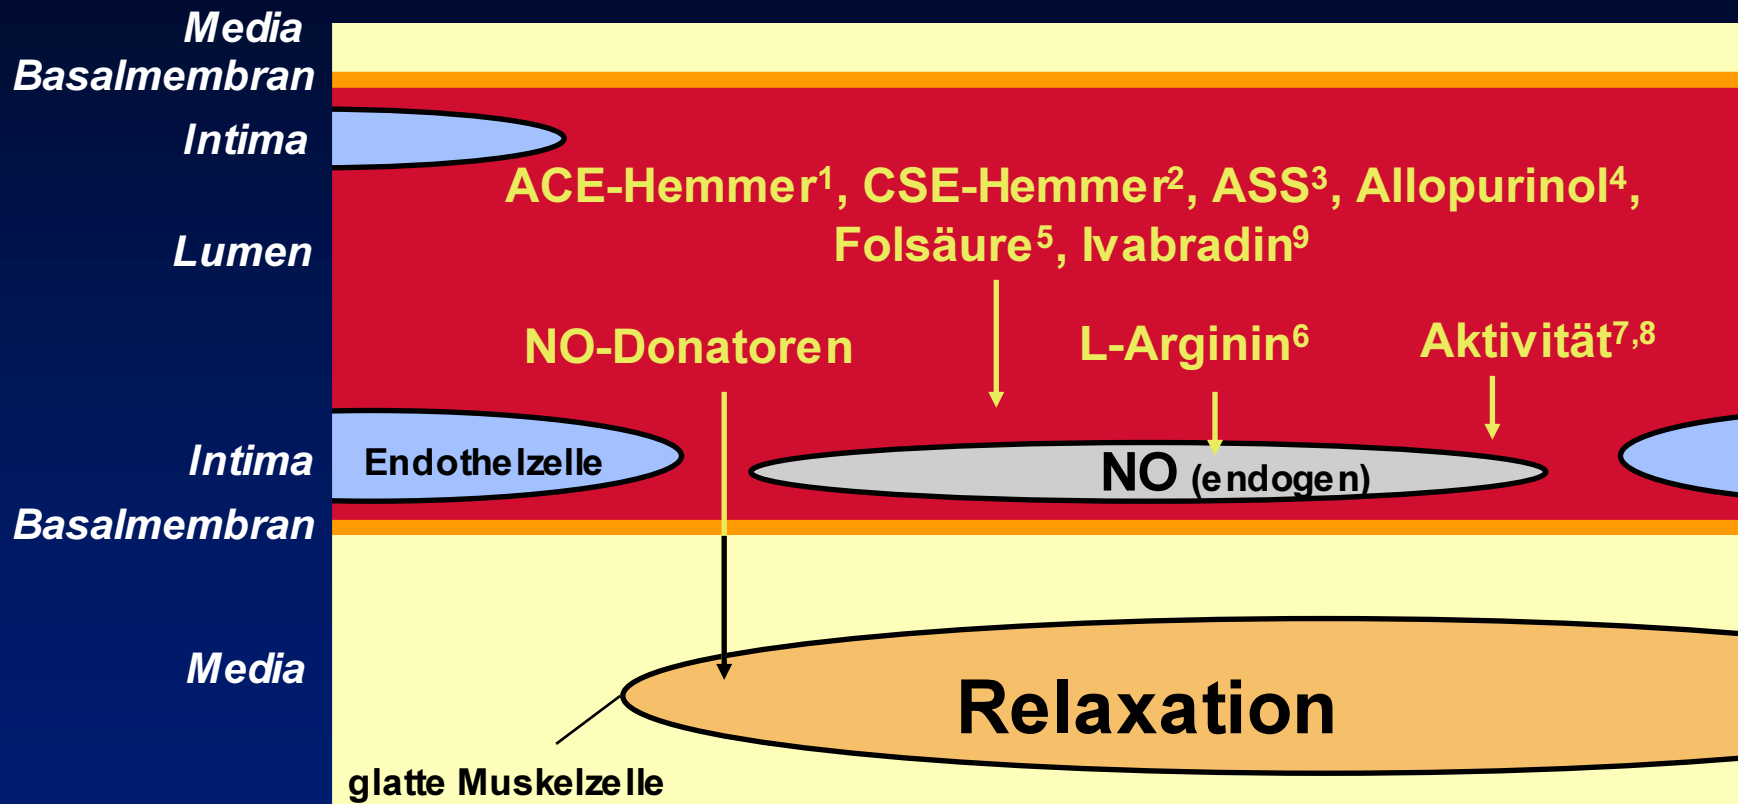 Media
Basalmembran
Intima
ACE-Hemmer¹, CSE-Hemmer², ASS³, Allopurinol⁴,
Folsäure⁵, Ivabradin⁹
Lumen
NO-Donatoren
L-Arginin⁶
Aktivität⁷,⁸
Intima
Endothelzelle
NO (endogen)
Basalmembran
Media
Relaxation
glatte Muskelzelle